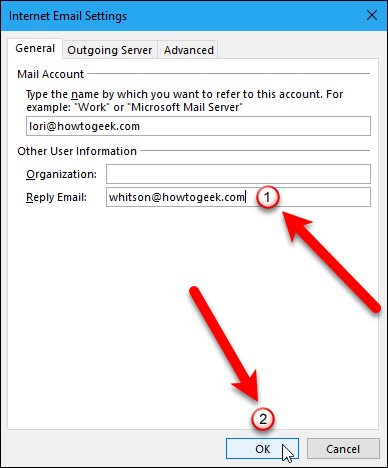 Internet Email Settings
General Outgoing Server Advanced
Mail Account
Type the name by which you want to refer to this account. For
example: "Work" or "Microsoft Mail Server"
lori@howtogeek.com
Other User Information
Organization:
Reply Email: whitson@howtogeek.com 1
2
OK Cancel